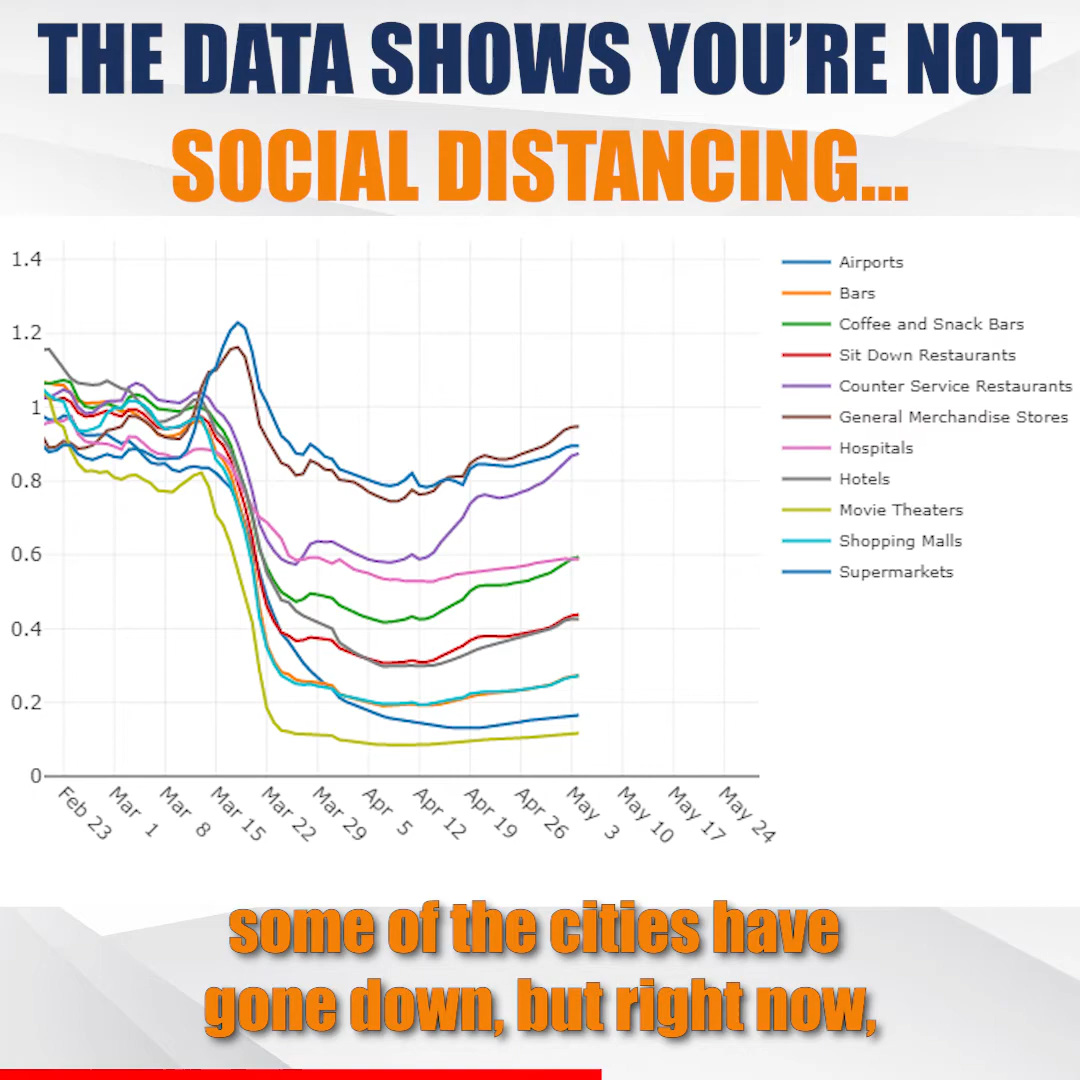 THE DATA SHOWS YOU’RE NOT
SOCIAL DISTANCING...
1.4
1.2
1
0.8
0.6
0.4
0.2
0
Feb 23
Mar 1
Mar 8
Mar 15
Mar 22
Mar 29
Apr 5
Apr 12
Apr 19
Apr 26
May 3
May 10
May 17
May 24
Airports
Bars
Coffee and Snack Bars
Sit Down Restaurants
Counter Service Restaurants
General Merchandise Stores
Hospitals
Hotels
Movie Theaters
Shopping Malls
Supermarkets
some of the cities have
gone down, but right now,